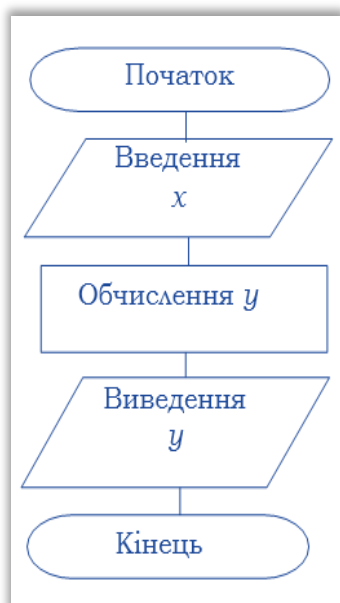 Початок
Введення
x
Обчислення y
Виведення
y
Кінець